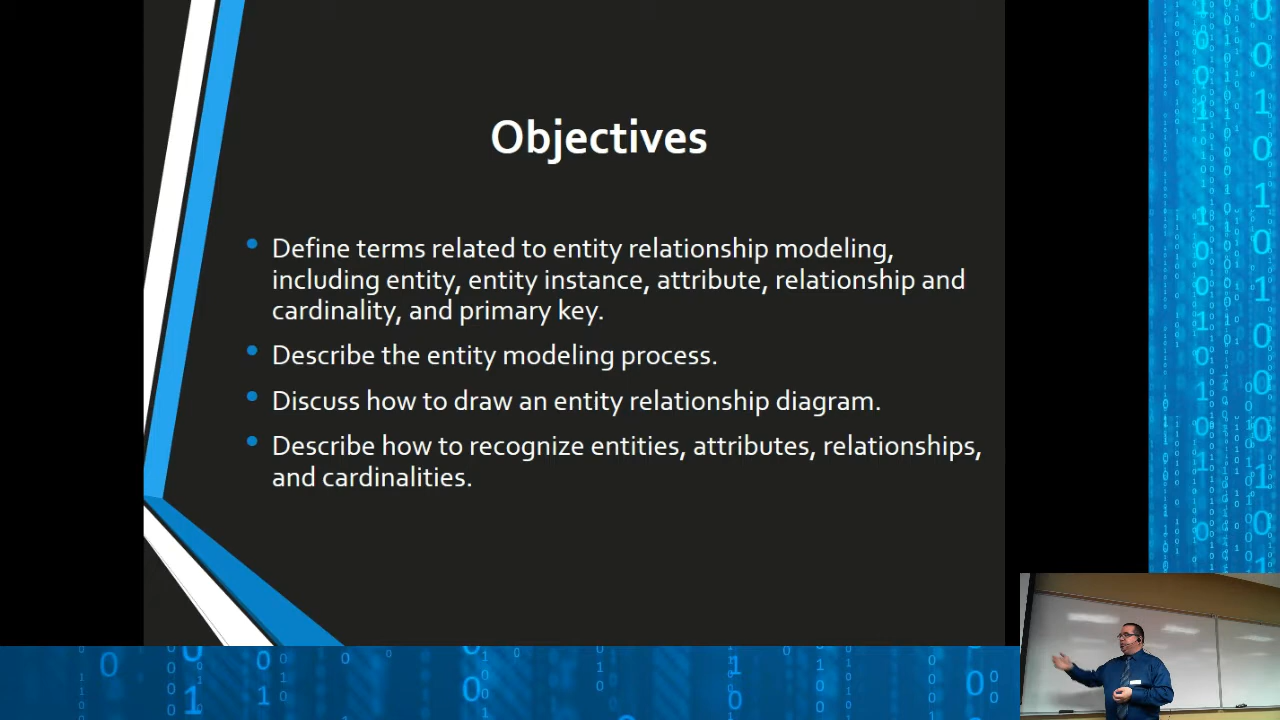 Objectives
• Define terms related to entity relationship modeling,
including entity, entity instance, attribute, relationship and
cardinality, and primary key.
• Describe the entity modeling process.
• Discuss how to draw an entity relationship diagram.
• Describe how to recognize entities, attributes, relationships,
and cardinalities.